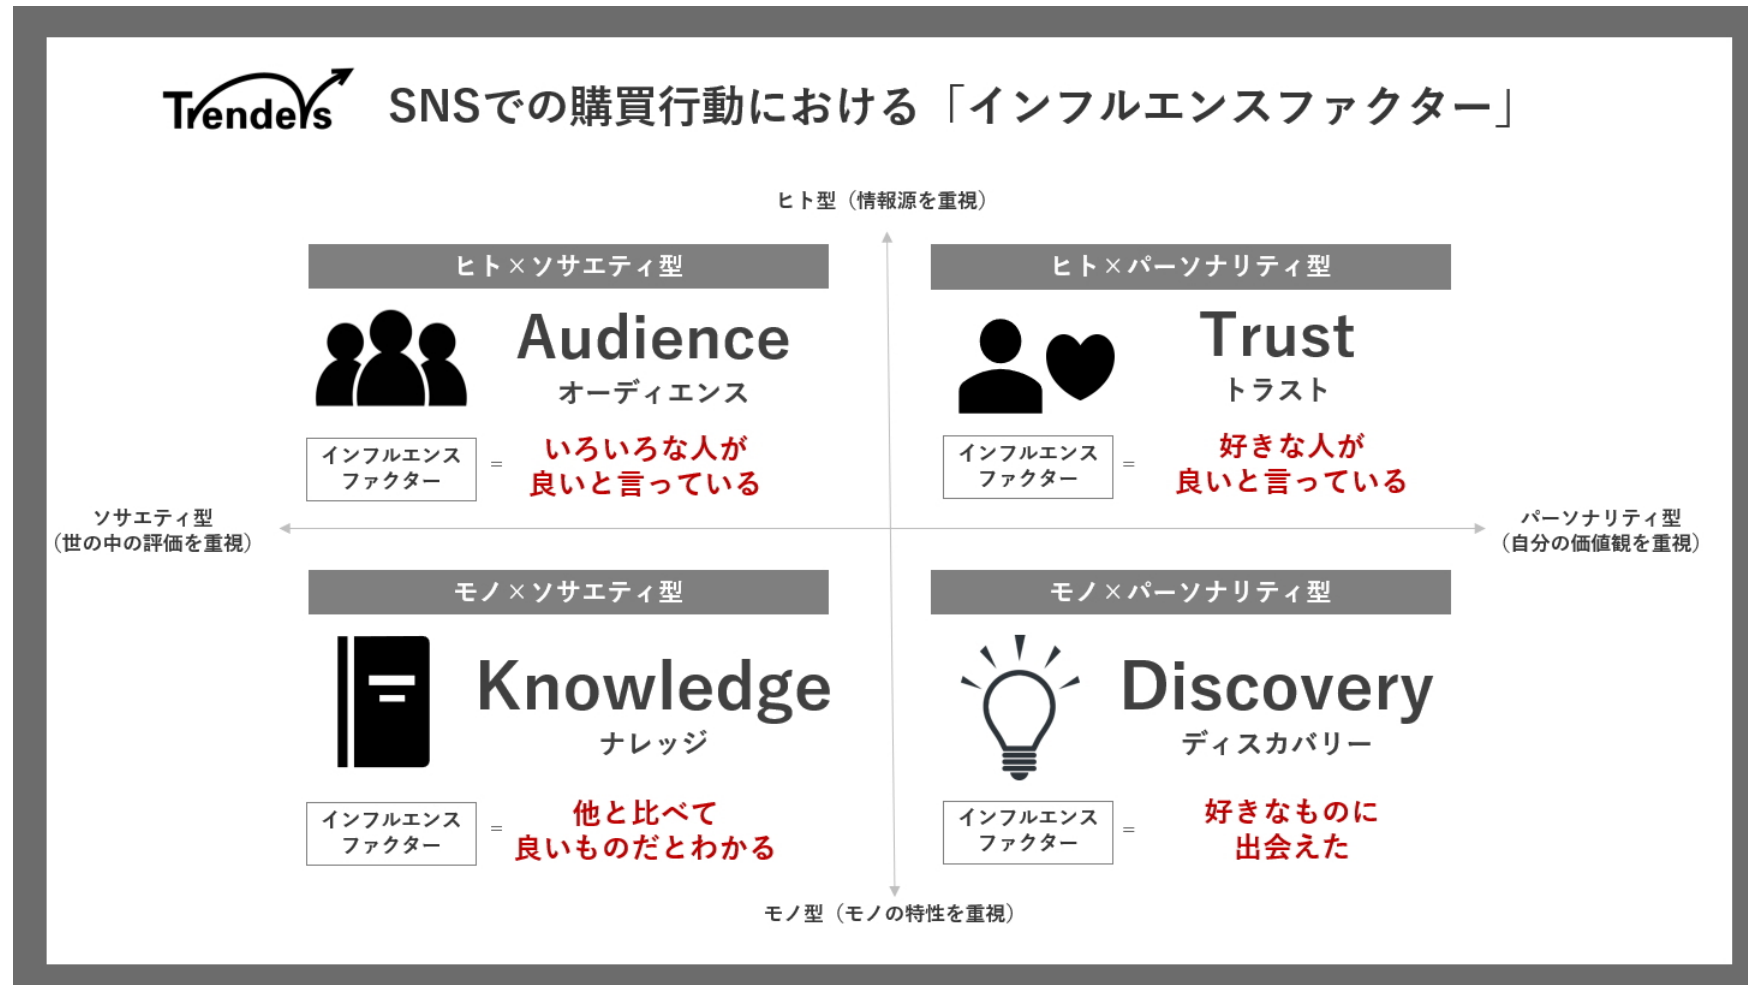 Trenders
SNSでの購買行動における「インフルエンスファクター」
ヒト型（情報源を重視）
ヒト×ソサエティ型
Audience
オーディエンス
インフルエンス
ファクター
=
いろいろな人が
良いと言っている
ヒト×パーソナリティ型
Trust
トラスト
インフルエンス
ファクター
=
好きな人が
良いと言っている
ソサエティ型
（世の中の評価を重視）
パーソナリティ型
（自分の価値観を重視）
モノ×ソサエティ型
Knowledge
ナレッジ
インフルエンス
ファクター
=
他と比べて
良いものだとわかる
モノ×パーソナリティ型
Discovery
ディスカバリー
インフルエンス
ファクター
=
好きなものに
出会えた
モノ型（モノの特性を重視）